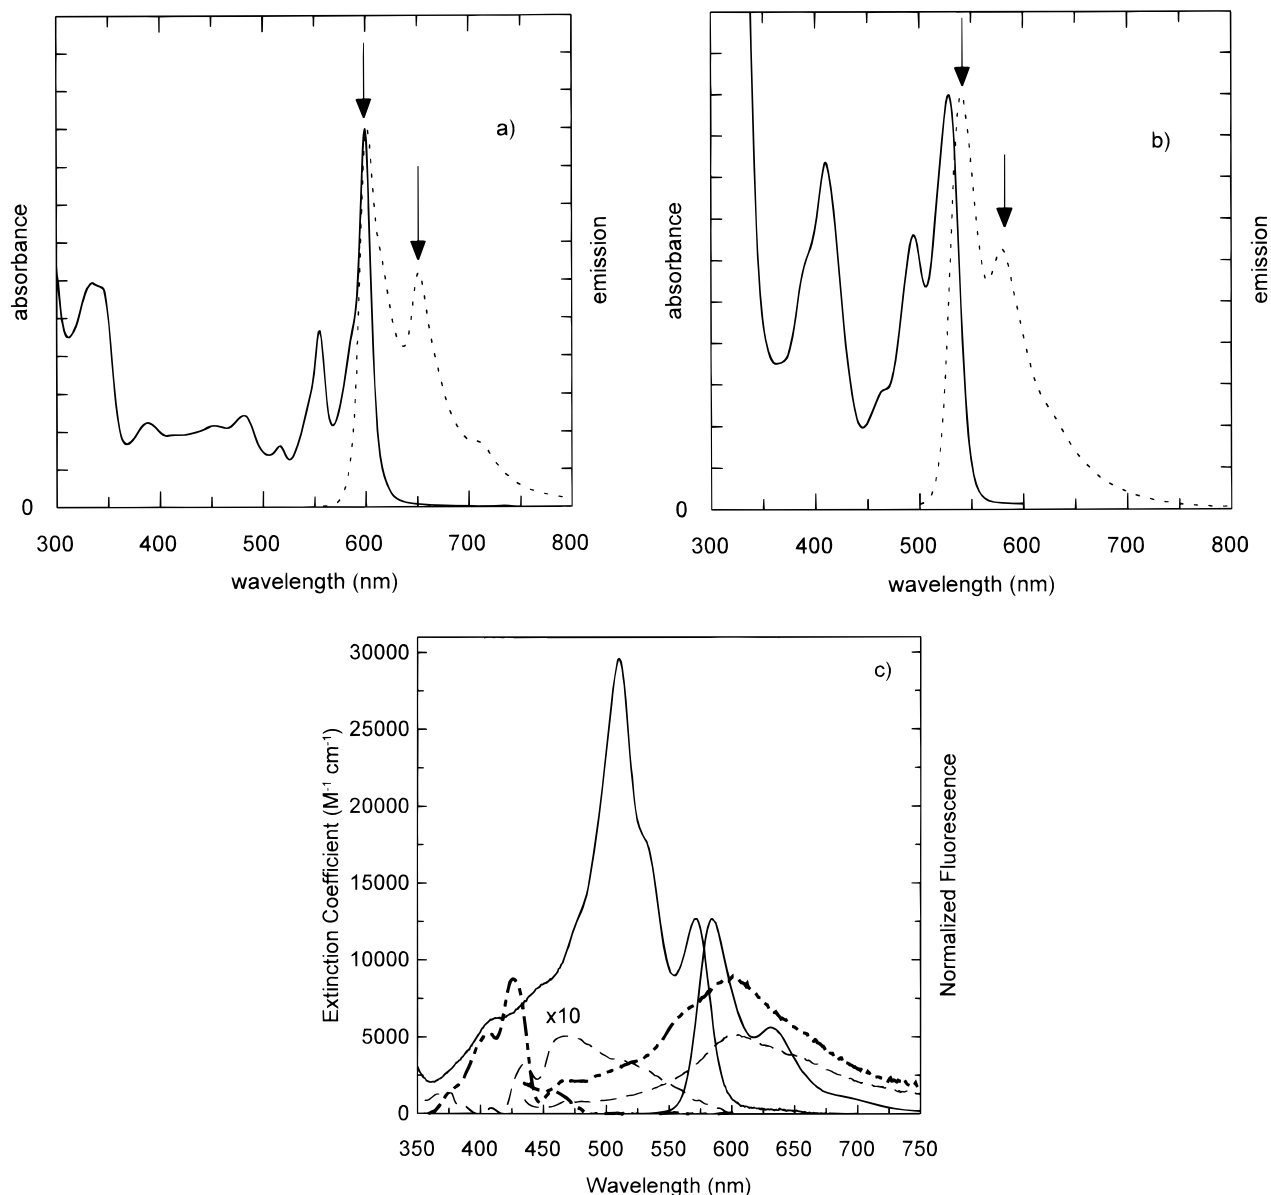 a)
absorbance
emission
0
300 400 500 600 700 800
wavelength (nm)
b)
absorbance
emission
0
300 400 500 600 700 800
wavelength (nm)
c)
Extinction Coefficient (M⁻¹ cm⁻¹)
Normalized Fluorescence
30000
25000
20000
15000
10000
5000
0
x10
350 400 450 500 550 600 650 700 750
Wavelength (nm)